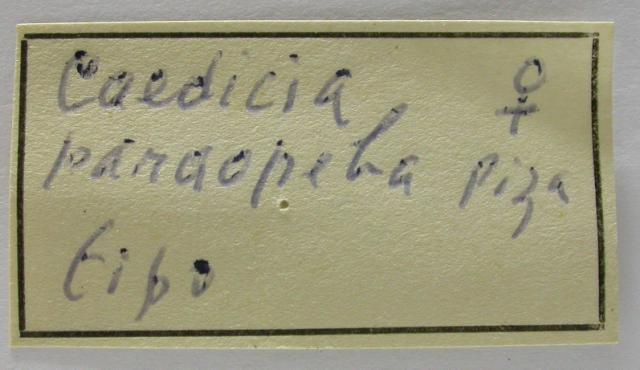 Caedicia ♀
paraopeba Piza
tipo